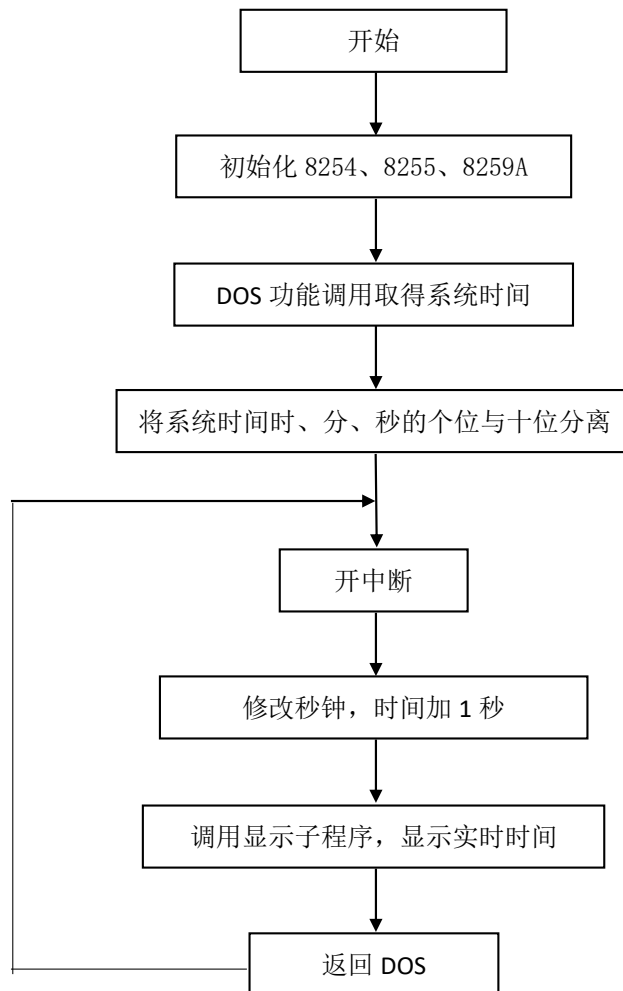 开始
初始化 8254、8255、8259A
DOS 功能调用取得系统时间
将系统时间时、分、秒的个位与十位分离
开中断
修改秒钟，时间加 1 秒
调用显示子程序，显示实时时间
返回 DOS